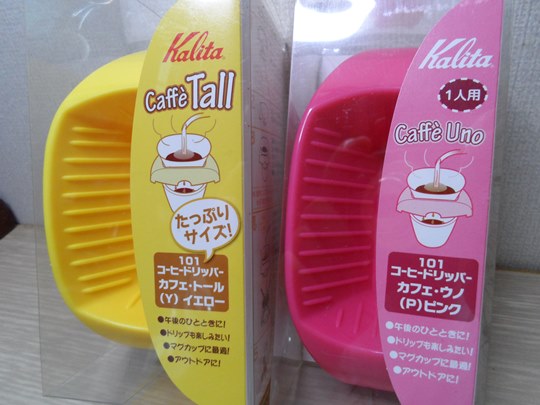 Kalita
Caffè Tall
たっぷり
サイズ!
101
コーヒードリッパー
カフェ・トール
(Y) イエロー
●午後のひとときに!
●ドリップも楽しみたい!
●マグカップに最適!
●アウトドアに!
Kalita
1人用
Caffè Uno
101
コーヒードリッパー
カフェ・ウノ
(P)ピンク
●午後のひとときに!
●ドリップも楽しみたい!
●マグカップに最適!
●アウトドアに!